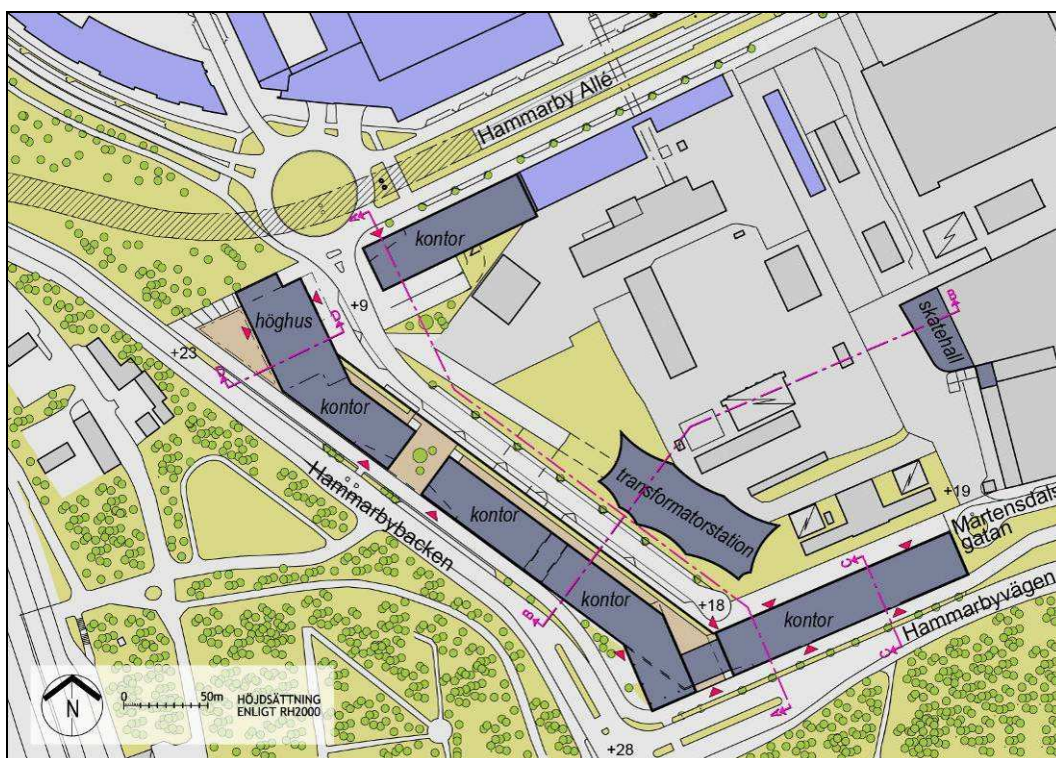 Hammarby Allé
kontor
A
+9
höghus
D
B
skatehall
+23
D
kontor
Hammarbybacken
kontor
transformatorstation
+19
Mårtensdals-
gatan
kontor
B
+18
kontor
C
Hammarbyvägen
C
A
+28
N
0 50m
HÖJDSÄTTNING
ENLIGT RH2000